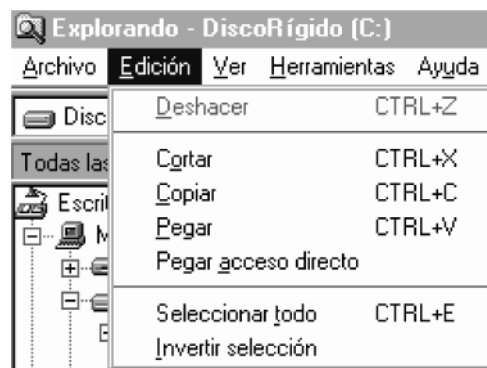 Explorando - DiscoRígido (C:)
Archivo Edición Ver Herramientas Ayuda
Disc
Deshacer CTRL+Z
Todas las
Cortar CTRL+X
Escrit
Copiar CTRL+C
Pegar CTRL+V
Pegar acceso directo
Seleccionar todo CTRL+E
Invertir selección